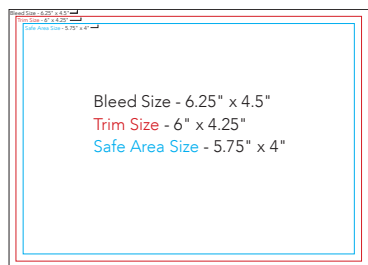 Bleed Size - 6.25" x 4.5"
Trim Size - 6" x 4.25"
Safe Area Size - 5.75" x 4"
Bleed Size - 6.25" x 4.5"
Trim Size - 6" x 4.25"
Safe Area Size - 5.75" x 4"